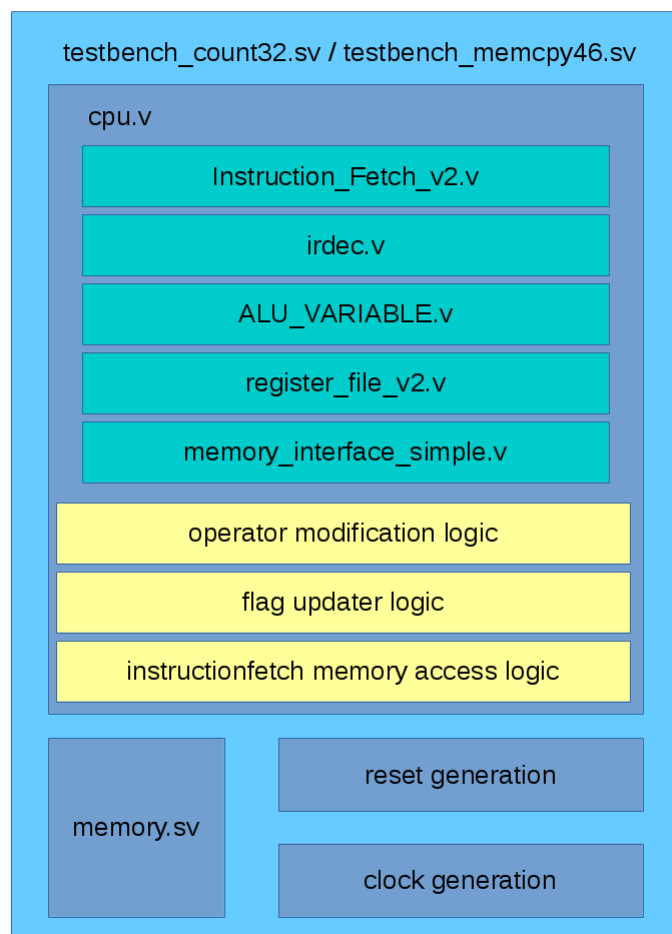 testbench_count32.sv / testbench_memcpy46.sv
cpu.v
Instruction_Fetch_v2.v
irdec.v
ALU_VARIABLE.v
register_file_v2.v
memory_interface_simple.v
operator modification logic
flag updater logic
instructionfetch memory access logic
memory.sv
reset generation
clock generation